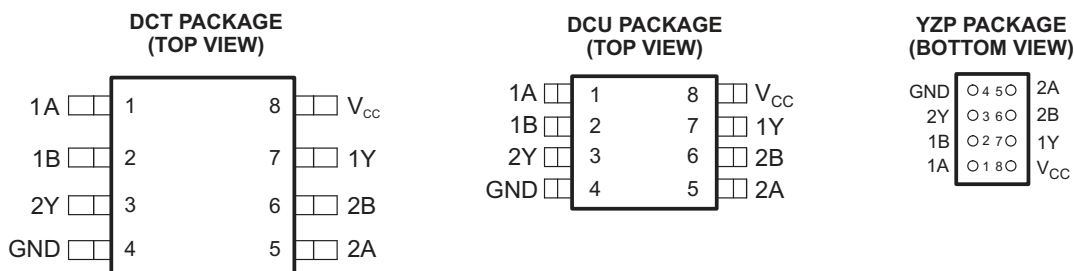 DCT PACKAGE
(TOP VIEW)
1A 1 8 VCC
1B 2 7 1Y
2Y 3 6 2B
GND 4 5 2A
DCU PACKAGE
(TOP VIEW)
1A 1 8 VCC
1B 2 7 1Y
2Y 3 6 2B
GND 4 5 2A
YZP PACKAGE
(BOTTOM VIEW)
GND 4 5 2A
2Y 3 6 2B
1B 2 7 1Y
1A 1 8 VCC